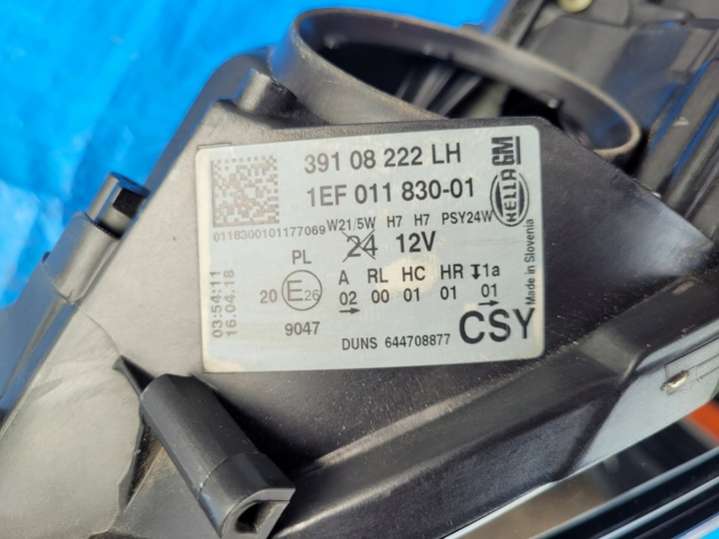 391 08 222 LH
GM
1EF 011 830-01
HELLA
0118300101177069 W21/5W H7 H7 PSY24W
24 12V
PL
A RL HC HR 1a
20 E26 02 00 01 01 01
9047
DUNS 644708877 CSY
03:54:11
16.04.18
Made in Slovenia